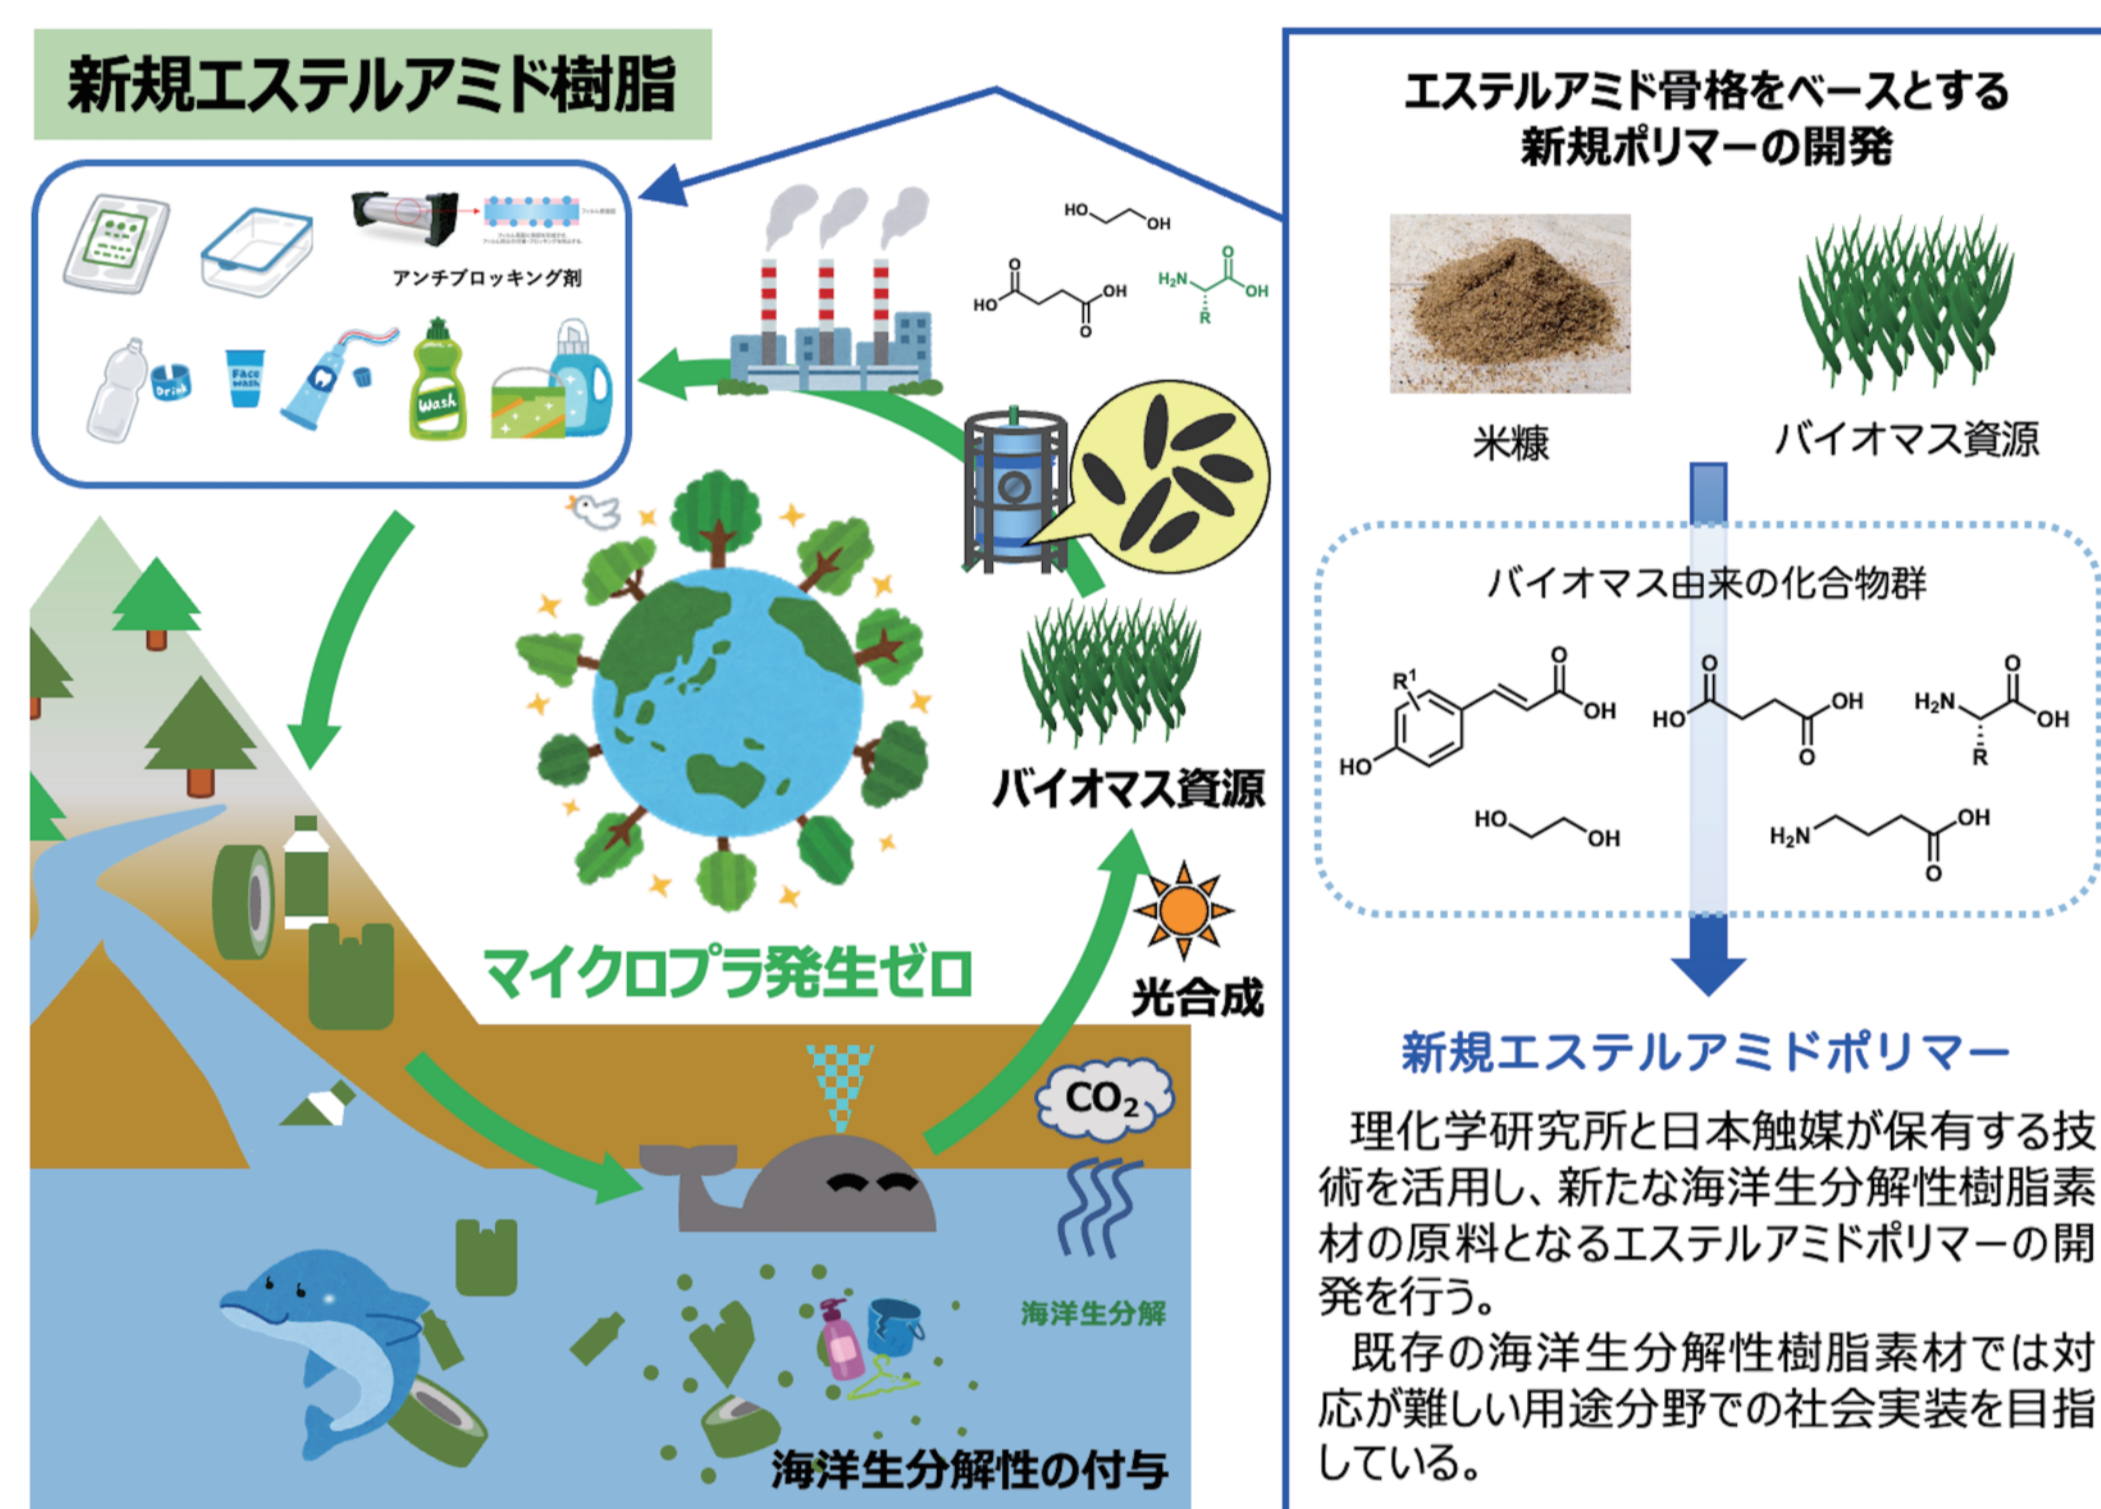 新規エステルアミド樹脂
アンチブロッキング剤
Drink
Face
Wash
Wash
HO
OH
O
HO
OH
O
H₂N
O
OH
R
バイオマス資源
マイクロプラ発生ゼロ
光合成
CO₂
海洋生分解
海洋生分解性の付与
エステルアミド骨格をベースとする
新規ポリマーの開発
米糠
バイオマス資源
バイオマス由来の化合物群
R¹
O
OH
HO
O
HO
OH
O
H₂N
O
OH
R
HO
OH
H₂N
OH
O
新規エステルアミドポリマー
理化学研究所と日本触媒が保有する技
術を活用し、新たな海洋生分解性樹脂素
材の原料となるエステルアミドポリマーの開
発を行う。
既存の海洋生分解性樹脂素材では対
応が難しい用途分野での社会実装を目指
している。